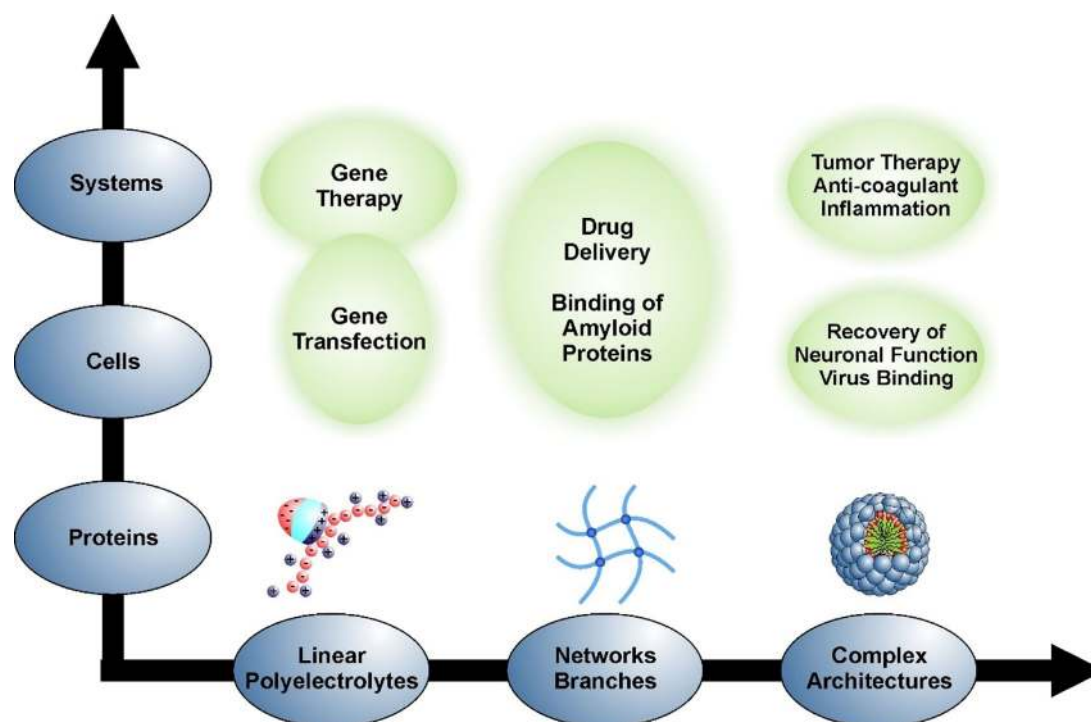 Systems
Gene
Therapy
Drug
Delivery
Binding of
Amyloid
Proteins
Tumor Therapy
Anti-coagulant
Inflammation
Cells
Gene
Transfection
Recovery of
Neuronal Function
Virus Binding
Proteins
Linear
Polyelectrolytes
Networks
Branches
Complex
Architectures